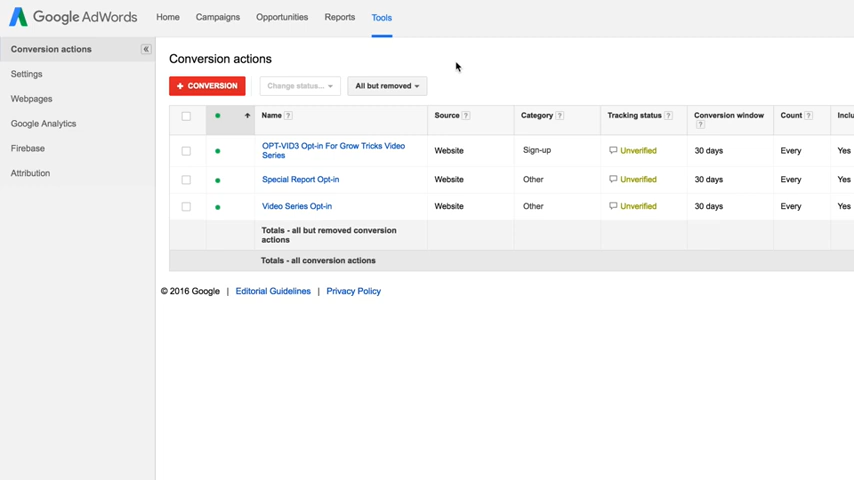 Google AdWords Home Campaigns Opportunities Reports Tools
Conversion actions «
Settings
Webpages
Google Analytics
Firebase
Attribution
Conversion actions
+ CONVERSION Change status... All but removed
Name ? Source ? Category ? Tracking status ? Conversion window ? Count ? Inclu
OPT-VID3 Opt-in For Grow Tricks Video Series Website Sign-up Unverified 30 days Every Yes
Special Report Opt-in Website Other Unverified 30 days Every Yes
Video Series Opt-in Website Other Unverified 30 days Every Yes
Totals - all but removed conversion actions
Totals - all conversion actions
© 2016 Google | Editorial Guidelines | Privacy Policy